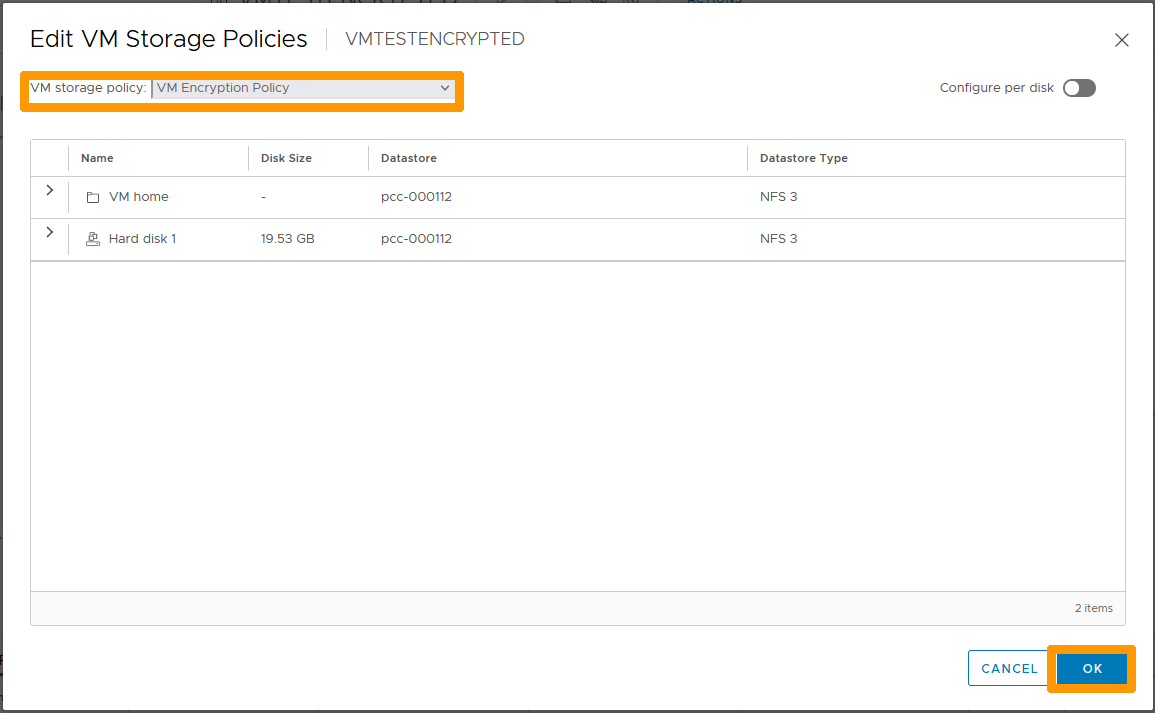 Edit VM Storage Policies VMTESTENCRYPTED
VM storage policy: VM Encryption Policy
Configure per disk
Name Disk Size Datastore Datastore Type
VM home - pcc-000112 NFS 3
Hard disk 1 19.53 GB pcc-000112 NFS 3
2 items
CANCEL OK